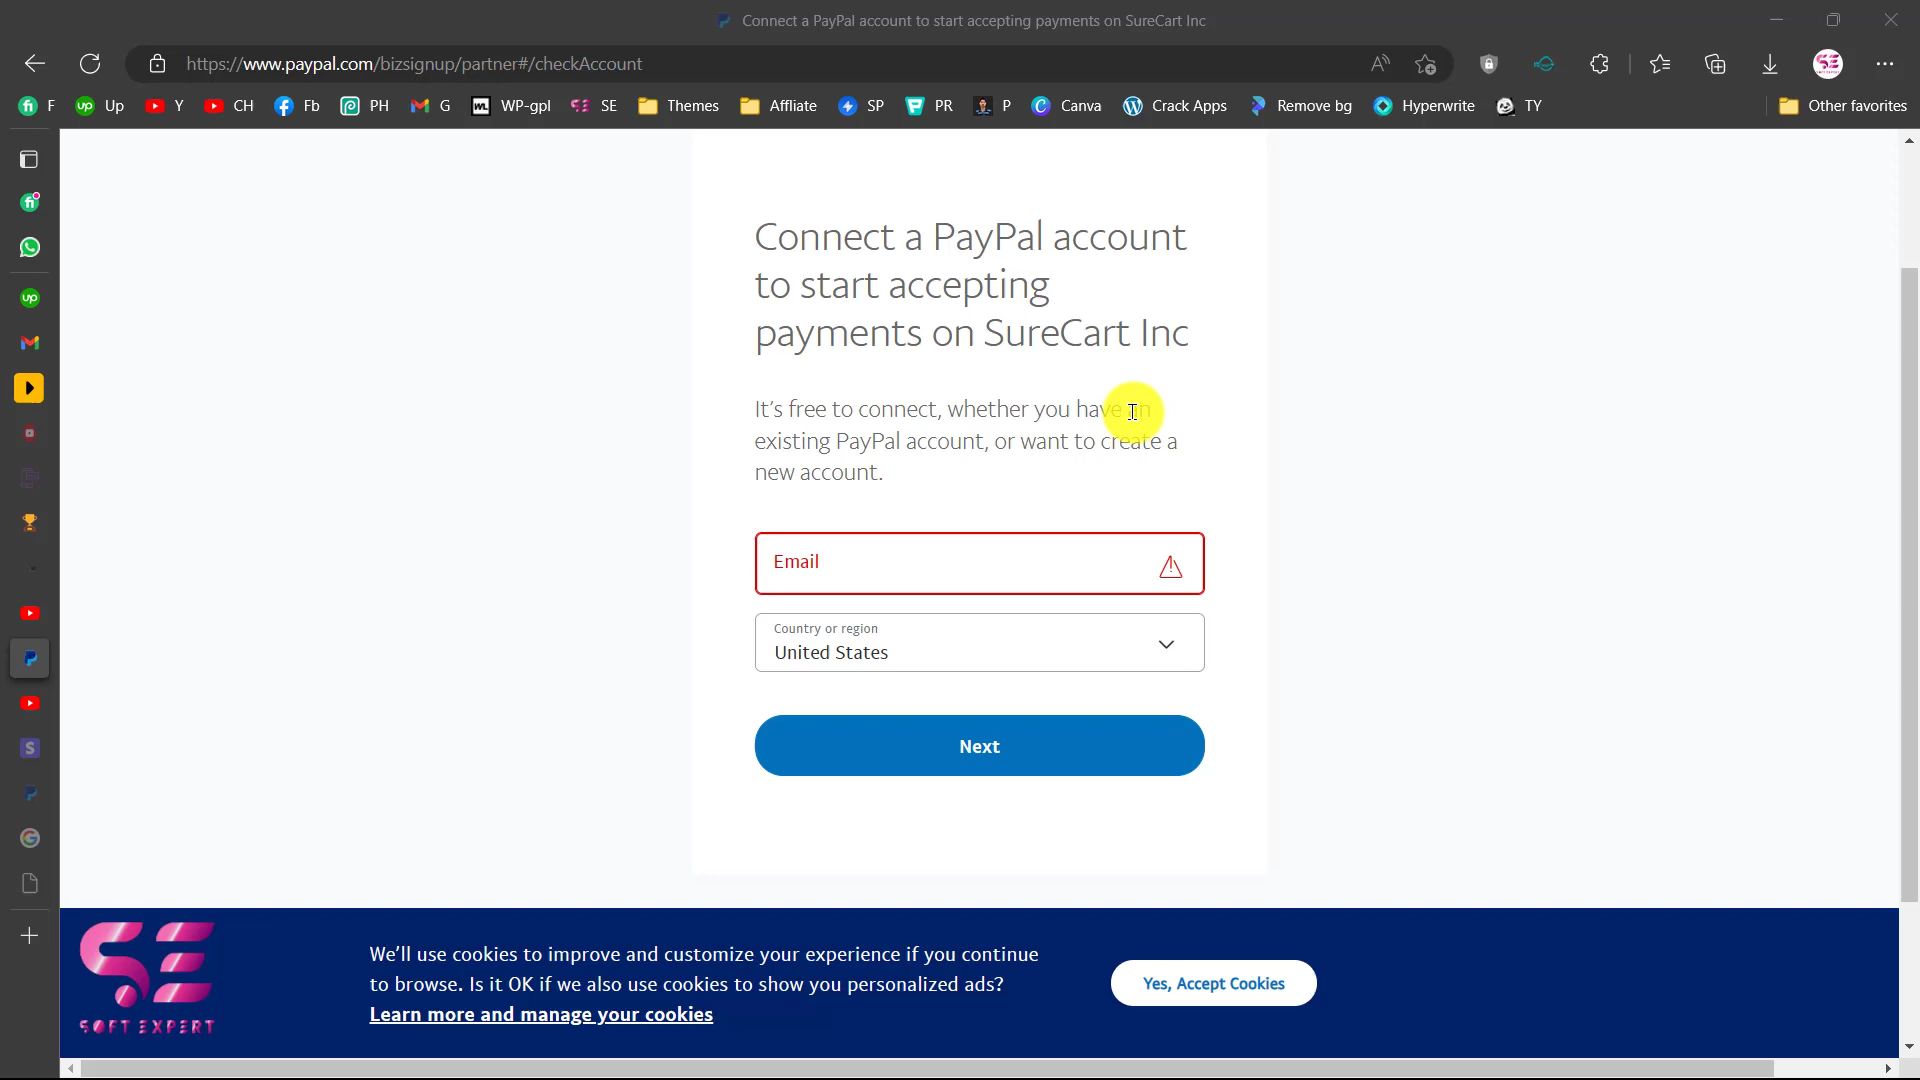 Connect a PayPal account to start accepting payments on SureCart Inc
https://www.paypal.com/bizsignup/partner#/checkAccount
F Up Y CH Fb PH G WP-gpl SE Themes Affliate SP PR P Canva Crack Apps Remove bg Hyperwrite TY Other favorites
Connect a PayPal account
to start accepting
payments on SureCart Inc
It's free to connect, whether you have an
existing PayPal account, or want to create a
new account.
Email
Country or region
United States
Next
We'll use cookies to improve and customize your experience if you continue
to browse. Is it OK if we also use cookies to show you personalized ads?
Learn more and manage your cookies
Yes, Accept Cookies
SE
SOFT EXPERT